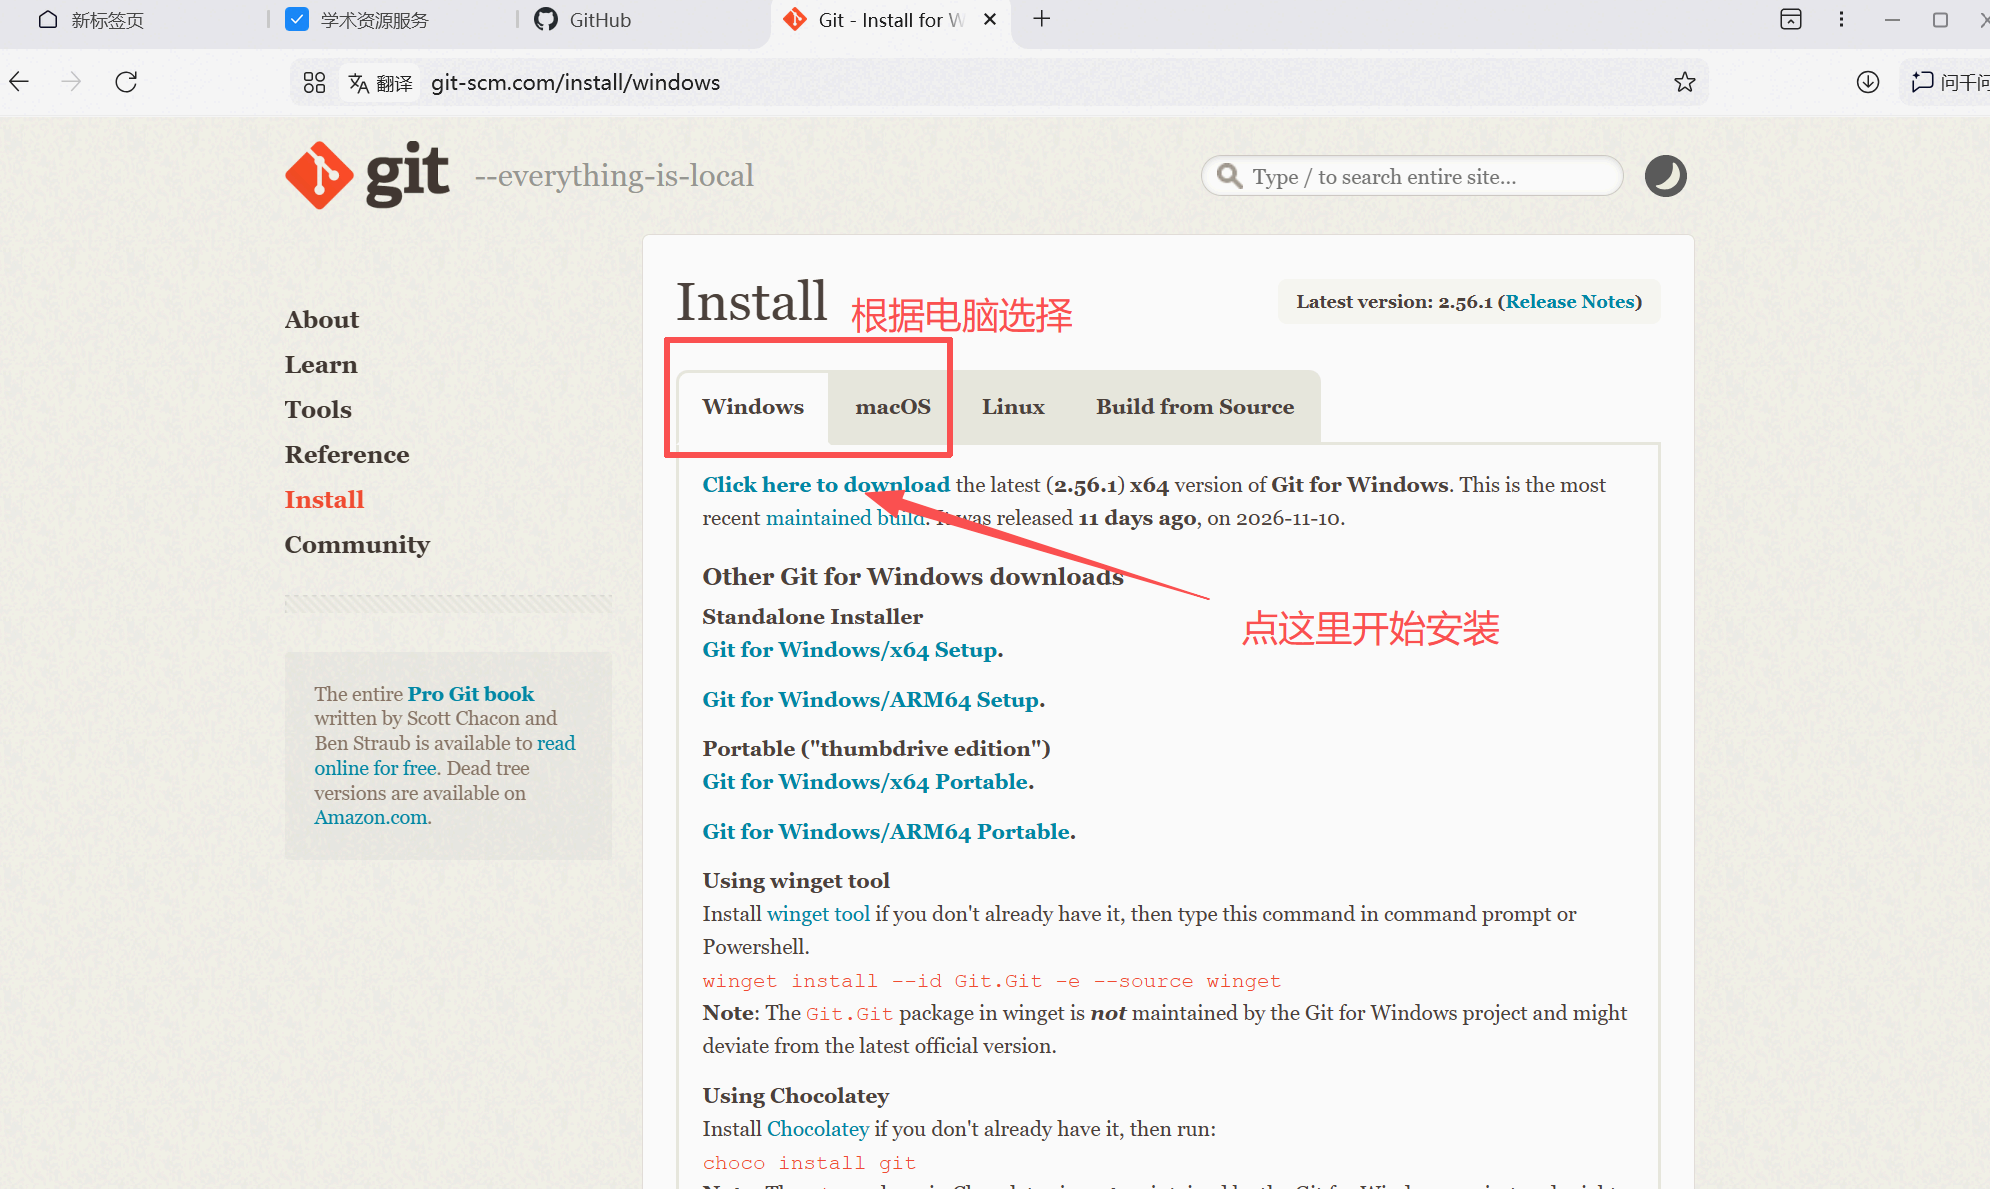 新标签页
学术资源服务
GitHub
Git - Install for W
翻译
git-scm.com/install/windows
git
--everything-is-local
Type / to search entire site...
Install
根据电脑选择
Latest version: 2.56.1 (Release Notes)
About
Learn
Tools
Reference
Install
Community
The entire Pro Git book
written by Scott Chacon and
Ben Straub is available to read
online for free. Dead tree
versions are available on
Amazon.com.
Windows
macOS
Linux
Build from Source
Click here to download the latest (2.56.1) x64 version of Git for Windows. This is the most
recent maintained build. It was released 11 days ago, on 2026-11-10.
Other Git for Windows downloads
点这里开始安装
Standalone Installer
Git for Windows/x64 Setup.
Git for Windows/ARM64 Setup.
Portable ("thumbdrive edition")
Git for Windows/x64 Portable.
Git for Windows/ARM64 Portable.
Using winget tool
Install winget tool if you don't already have it, then type this command in command prompt or
Powershell.
winget install --id Git.Git -e --source winget
Note: The Git.Git package in winget is not maintained by the Git for Windows project and might
deviate from the latest official version.
Using Chocolatey
Install Chocolatey if you don't already have it, then run:
choco install git